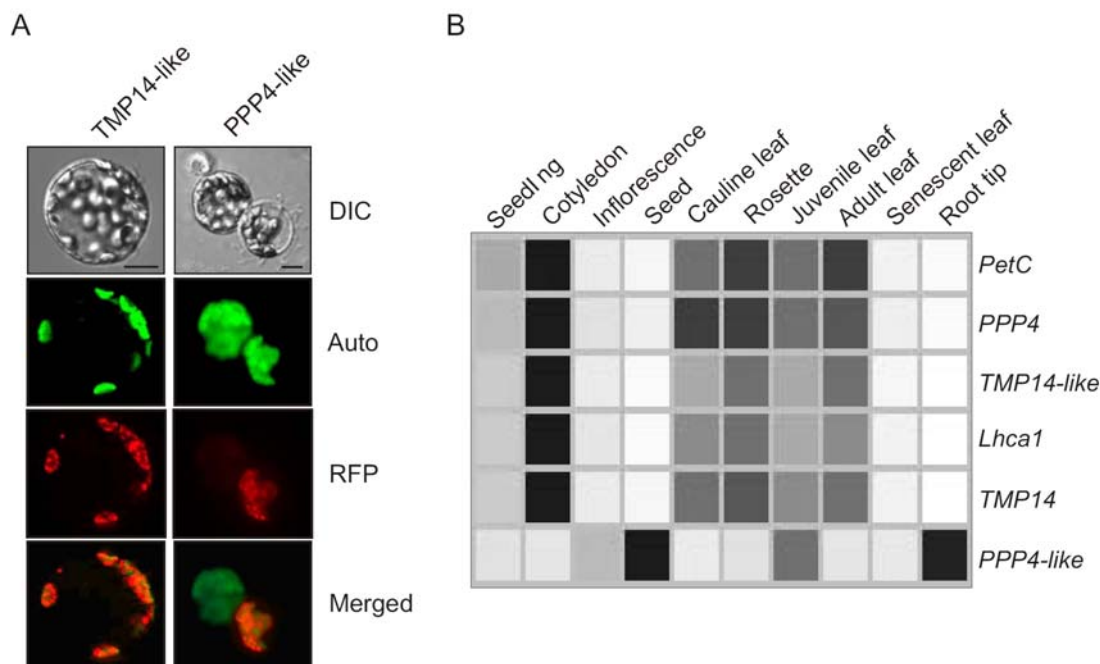 A
TMP14-like
PPP4-like
DIC
Auto
RFP
Merged
B
Seedl ng
Cotyledon
Inflorescence
Seed
Cauline leaf
Rosette
Juvenile leaf
Adult leaf
Senescent leaf
Root tip
PetC
PPP4
TMP14-like
Lhca1
TMP14
PPP4-like